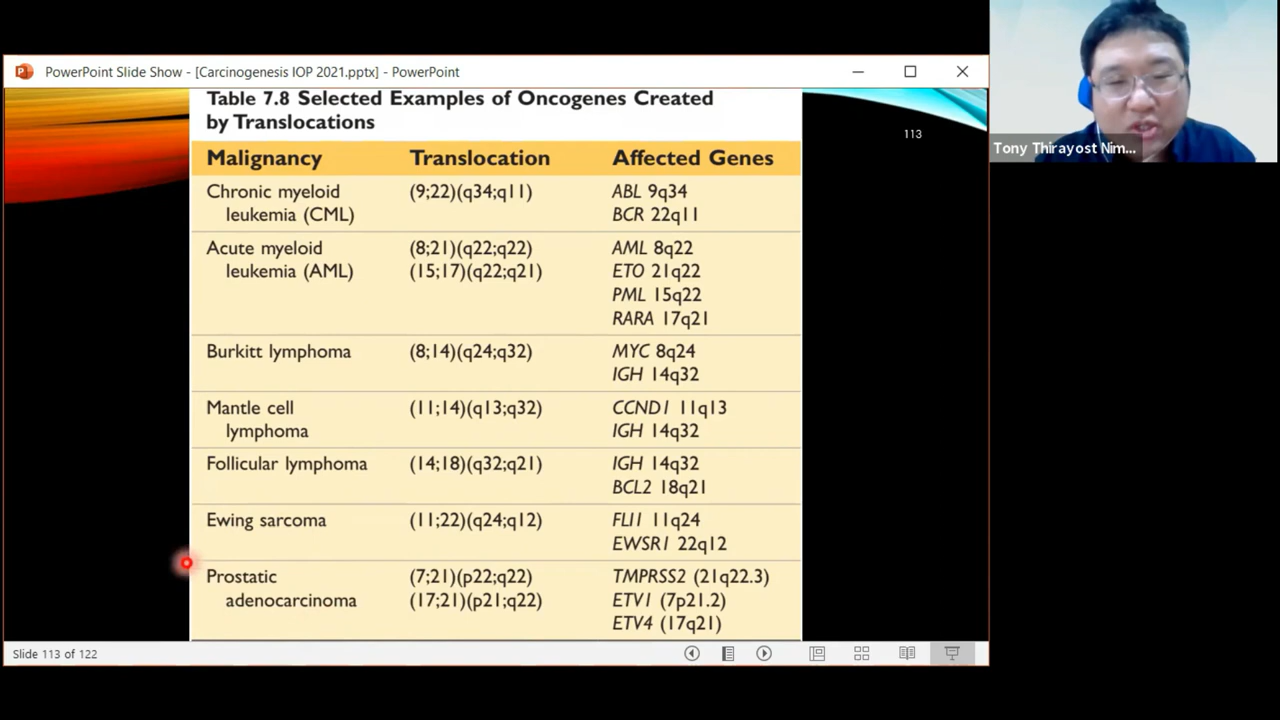 PowerPoint Slide Show - [Carcinogenesis IOP 2021.pptx] - PowerPoint
Table 7.8 Selected Examples of Oncogenes Created
by Translocations
113
Tony Thirayost Nim...
Malignancy Translocation Affected Genes
Chronic myeloid (9;22)(q34;q11) ABL 9q34
leukemia (CML) BCR 22q11
Acute myeloid (8;21)(q22;q22) AML 8q22
leukemia (AML) (15;17)(q22;q21) ETO 21q22
PML 15q22
RARA 17q21
Burkitt lymphoma (8;14)(q24;q32) MYC 8q24
IGH 14q32
Mantle cell (11;14)(q13;q32) CCND1 11q13
lymphoma IGH 14q32
Follicular lymphoma (14;18)(q32;q21) IGH 14q32
BCL2 18q21
Ewing sarcoma (11;22)(q24;q12) FLI1 11q24
EWSR1 22q12
Prostatic (7;21)(p22;q22) TMPRSS2 (21q22.3)
adenocarcinoma (17;21)(p21;q22) ETV1 (7p21.2)
ETV4 (17q21)
Slide 113 of 122